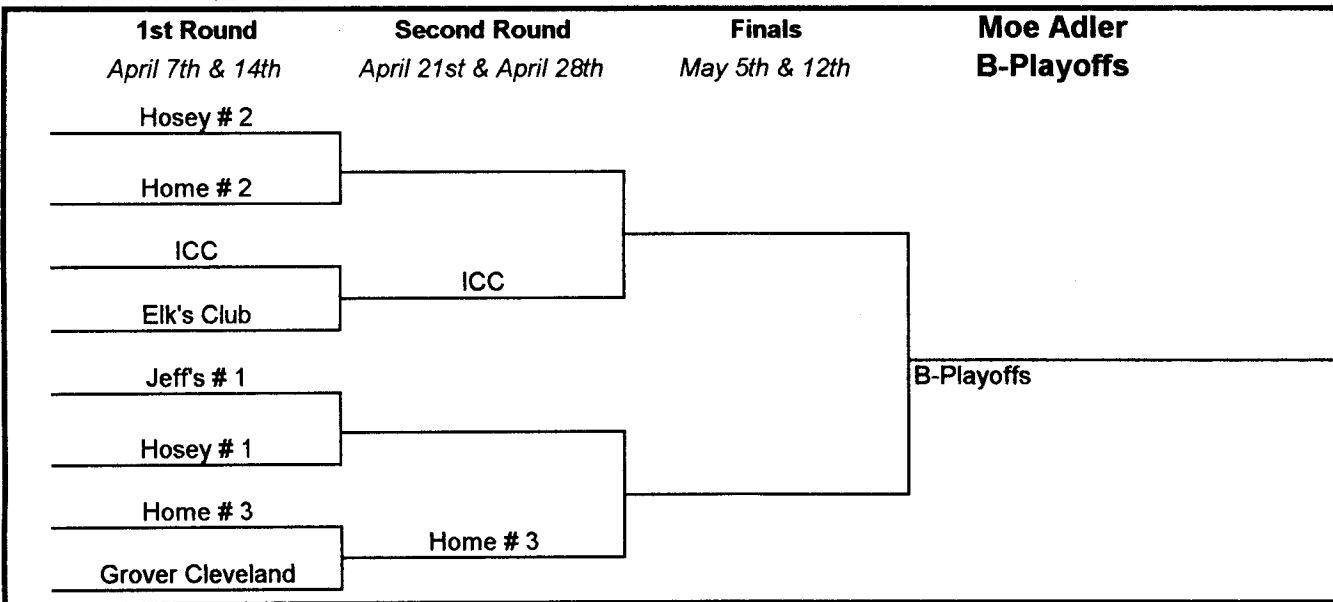 1st Round Second Round Finals Moe Adler
April 7th & 14th April 21st & April 28th May 5th & 12th B-Playoffs
Hosey # 2
Home # 2
ICC
ICC
Elk's Club
Jeff's # 1
B-Playoffs
Hosey # 1
Home # 3
Home # 3
Grover Cleveland